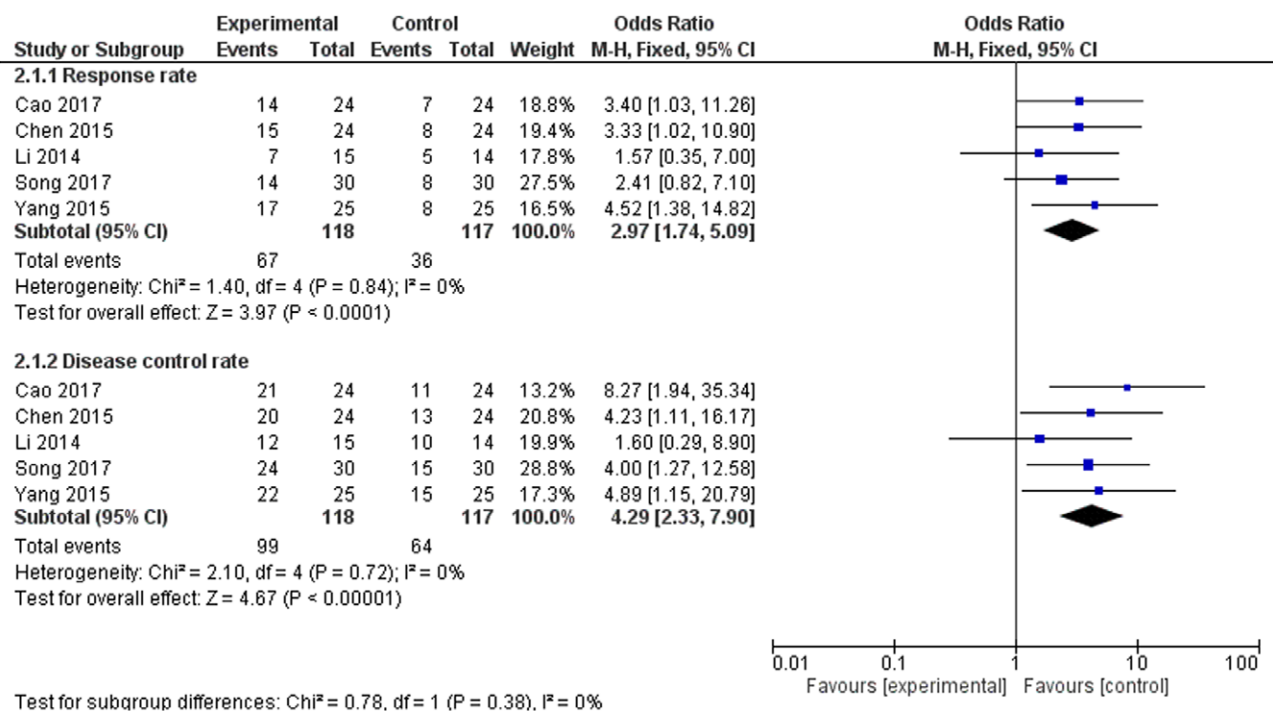 Experimental Control Odds Ratio Odds Ratio
Study or Subgroup Events Total Events Total Weight M-H, Fixed, 95% CI M-H, Fixed, 95% CI
2.1.1 Response rate
Cao 2017 14 24 7 24 18.8% 3.40 [1.03, 11.26]
Chen 2015 15 24 8 24 19.4% 3.33 [1.02, 10.90]
Li 2014 7 15 5 14 17.8% 1.57 [0.35, 7.00]
Song 2017 14 30 8 30 27.5% 2.41 [0.82, 7.10]
Yang 2015 17 25 8 25 16.5% 4.52 [1.38, 14.82]
Subtotal (95% CI) 118 117 100.0% 2.97 [1.74, 5.09]
Total events 67 36
Heterogeneity: Chi² = 1.40, df = 4 (P = 0.84); I² = 0%
Test for overall effect: Z = 3.97 (P < 0.0001)
2.1.2 Disease control rate
Cao 2017 21 24 11 24 13.2% 8.27 [1.94, 35.34]
Chen 2015 20 24 13 24 20.8% 4.23 [1.11, 16.17]
Li 2014 12 15 10 14 19.9% 1.60 [0.29, 8.90]
Song 2017 24 30 15 30 28.8% 4.00 [1.27, 12.58]
Yang 2015 22 25 15 25 17.3% 4.89 [1.15, 20.79]
Subtotal (95% CI) 118 117 100.0% 4.29 [2.33, 7.90]
Total events 99 64
Heterogeneity: Chi² = 2.10, df = 4 (P = 0.72); I² = 0%
Test for overall effect: Z = 4.67 (P < 0.00001)
0.01 0.1 1 10 100
Favours [experimental] Favours [control]
Test for subgroup differences: Chi² = 0.78, df = 1 (P = 0.38), I² = 0%